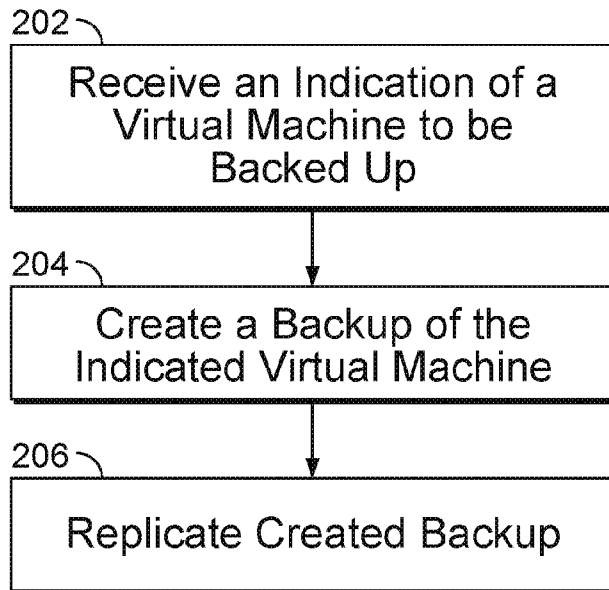 202
Receive an Indication of a
Virtual Machine to be
Backed Up
204
Create a Backup of the
Indicated Virtual Machine
206
Replicate Created Backup